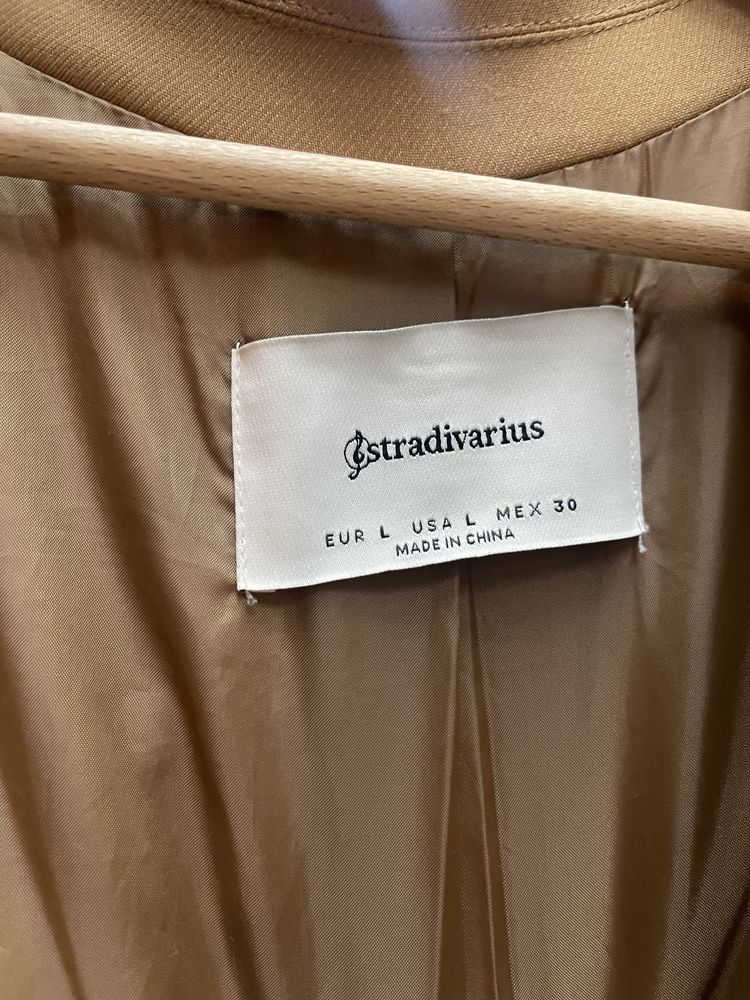 stradivarius
EUR L USA L MEX 30
MADE IN CHINA